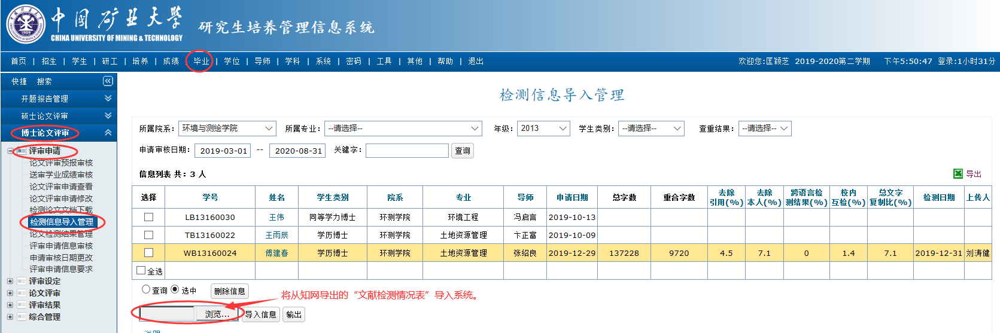 中国矿业大学
CHINA UNIVERSITY OF MINING & TECHNOLOGY
1909
研究生培养管理信息系统
首页 | 招生 | 学生 | 研工 | 培养 | 成绩 | 毕业 | 学位 | 导师 | 学科 | 系统 | 密码 | 工具 | 其他 | 帮助 | 退出
欢迎您:匡颖芝 2019-2020第二学期 下午5:50:47 登录:1小时31分
快捷 搜索
开题报告管理
硕士论文评审
博士论文评审
评审申请
论文评审预报审核
送审学业成绩审核
论文评审申请查看
论文评审申请修改
检测论文文档下载
检测信息导入管理
论文检测结果管理
评审申请信息审核
申请审核日期更改
评审申请信息要求
评审设定
论文评审
评审结果
综合管理
检测信息导入管理
所属院系: 环境与测绘学院 所属专业: --请选择-- 年级: 2013 学生类别: --请选择-- 查重结果: --请选择--
申请审核日期: 2019-03-01 -- 2020-08-31 关键字: 查询
信息列表 共: 3 人
导出
选择 学号 姓名 学生类别 院系 专业 导师 申请日期 总字数 重合字数 去除引用(%) 去除本人(%) 跨语言检测结果(%) 校内互检(%) 总文字复制比(%) 检测日期 上传人
LB13160030 王伟 同等学力博士 环测学院 环境工程 冯启言 2019-10-13
TB13160022 王雨辰 学历博士 环测学院 土地资源管理 卞正富 2019-10-09
WB13160024 傅建春 学历博士 环测学院 土地资源管理 张绍良 2019-12-29 137228 9720 4.5 7.1 0 1.4 7.1 2019-12-31 刘涛健
全选
查询 选中 删除信息
将从知网导出的“文献检测情况表”导入系统。
浏览... 导入信息 输出